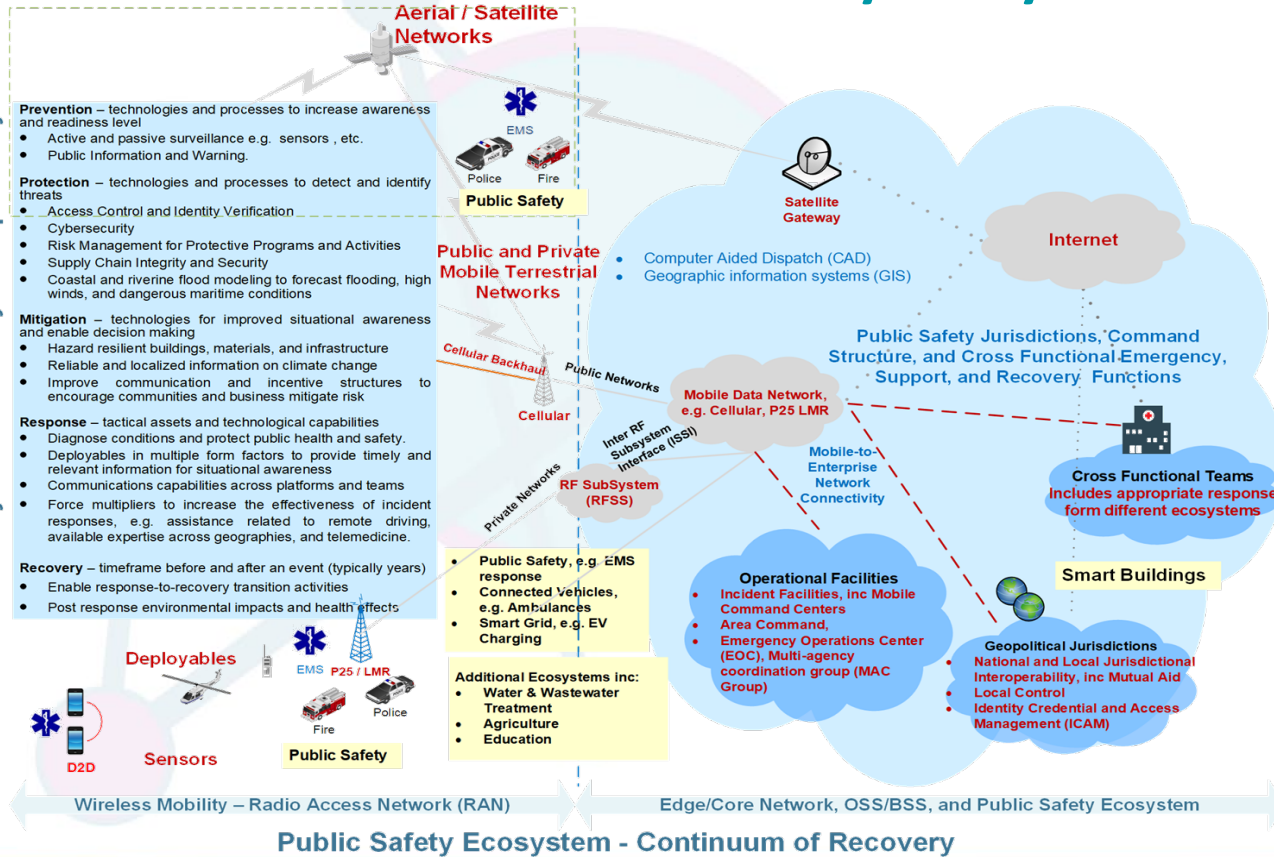 Aerial / Satellite
Networks
Prevention – technologies and processes to increase awareness
and readiness level
• Active and passive surveillance e.g. sensors , etc.
• Public Information and Warning.
Protection – technologies and processes to detect and identify
threats
• Access Control and Identity Verification
• Cybersecurity
• Risk Management for Protective Programs and Activities
• Supply Chain Integrity and Security
• Coastal and riverine flood modeling to forecast flooding, high
winds, and dangerous maritime conditions
Mitigation – technologies for improved situational awareness
and enable decision making
• Hazard resilient buildings, materials, and infrastructure
• Reliable and localized information on climate change
• Improve communication and incentive structures to
encourage communities and business mitigate risk
Response – tactical assets and technological capabilities
• Diagnose conditions and protect public health and safety.
• Deployables in multiple form factors to provide timely and
relevant information for situational awareness
• Communications capabilities across platforms and teams
• Force multipliers to increase the effectiveness of incident
responses, e.g. assistance related to remote driving,
available expertise across geographies, and telemedicine.
Recovery – timeframe before and after an event (typically years)
• Enable response-to-recovery transition activities
• Post response environmental impacts and health effects
EMS
POLICE
Police
Fire
Public Safety
Public and Private
Mobile Terrestrial
Networks
Cellular Backhaul
Cellular
Public Networks
Satellite
Gateway
Internet
• Computer Aided Dispatch (CAD)
• Geographic information systems (GIS)
Public Safety Jurisdictions, Command
Structure, and Cross Functional Emergency,
Support, and Recovery Functions
Mobile Data Network,
e.g. Cellular, P25 LMR
Inter RF
Subsystem
Interface (ISSI)
Mobile-to-
Enterprise
Network
Connectivity
RF SubSystem
(RFSS)
Private Networks
Cross Functional Teams
Includes appropriate response
form different ecosystems
Smart Buildings
• Public Safety, e.g. EMS
response
• Connected Vehicles,
e.g. Ambulances
• Smart Grid, e.g. EV
Charging
Operational Facilities
• Incident Facilities, inc Mobile
Command Centers
• Area Command,
• Emergency Operations Center
(EOC), Multi-agency
coordination group (MAC
Group)
Geopolitical Jurisdictions
• National and Local Jurisdictional
Interoperability, inc Mutual Aid
• Local Control
• Identity Credential and Access
Management (ICAM)
Additional Ecosystems inc:
• Water & Wastewater
Treatment
• Agriculture
• Education
Deployables
EMS
P25 / LMR
Police
Fire
Public Safety
D2D
Sensors
Wireless Mobility – Radio Access Network (RAN)
Edge/Core Network, OSS/BSS, and Public Safety Ecosystem
Public Safety Ecosystem - Continuum of Recovery